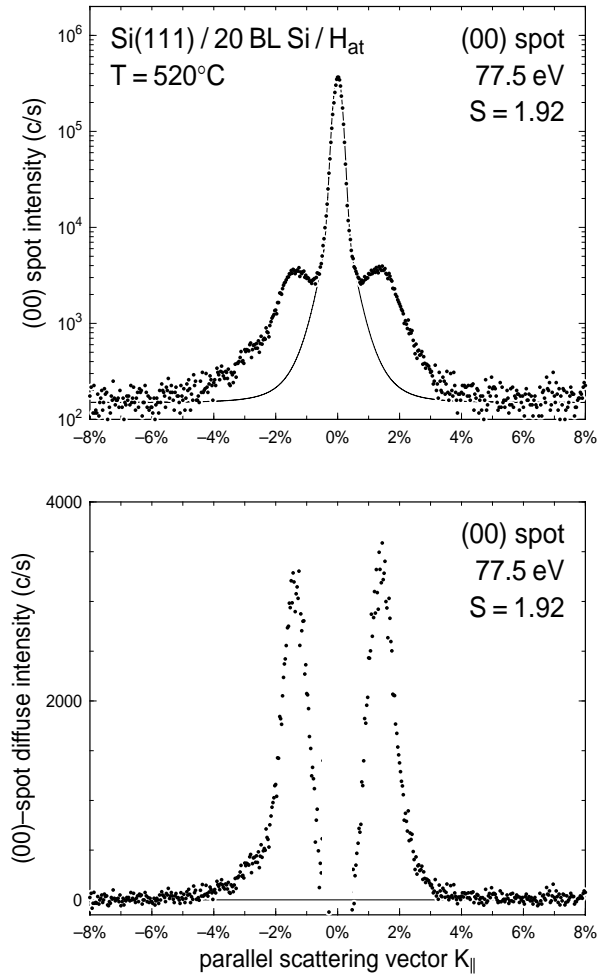 Si(111) / 20 BL Si / H_at
T = 520°C
(00) spot
77.5 eV
S = 1.92
(00) spot intensity (c/s)
10^6
10^5
10^4
10^3
10^2
–8% –6% –4% –2% 0% 2% 4% 6% 8%
(00) spot
77.5 eV
S = 1.92
(00)–spot diffuse intensity (c/s)
4000
2000
0
–8% –6% –4% –2% 0% 2% 4% 6% 8%
parallel scattering vector K_||